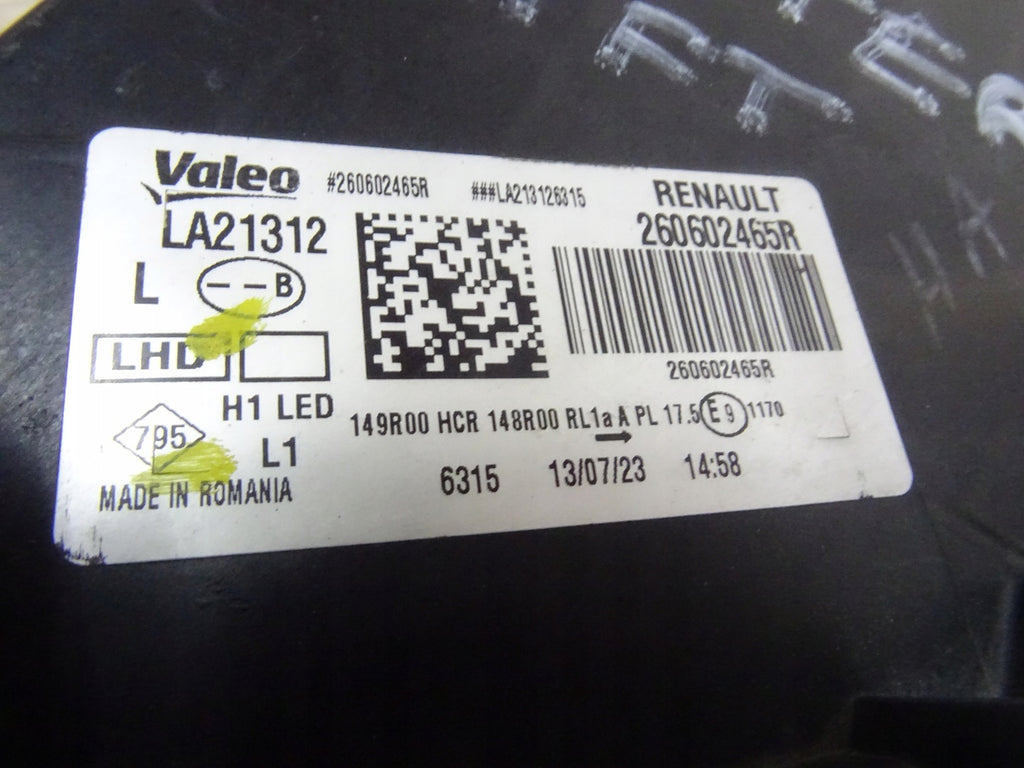 Valeo #260602465R ###LA213126315 RENAULT
LA21312 260602465R
L --B
LHD
260602465R
H1 LED 149R00 HCR 148R00 RL1a A PL 17.5 E9 1170
795 L1
MADE IN ROMANIA 6315 13/07/23 14:58